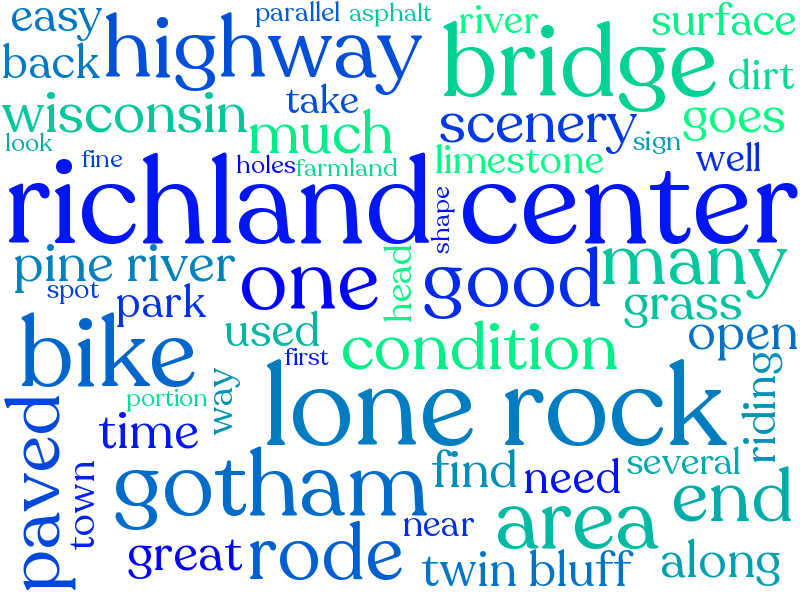 easy
highway
parallel
asphalt
river
surface
back
bridge
dirt
wisconsin
take
much
scenery
goes
look
sign
fine
holes
farmland
limestone
well
richland center
shape
pine river
one
head
good
many
spot
park
grass
used
condition
open
bike
first
way
portion
lone rock
riding
paved
time
town
gotham
find
need
several
end
near
area
great
rode
twin bluff
along